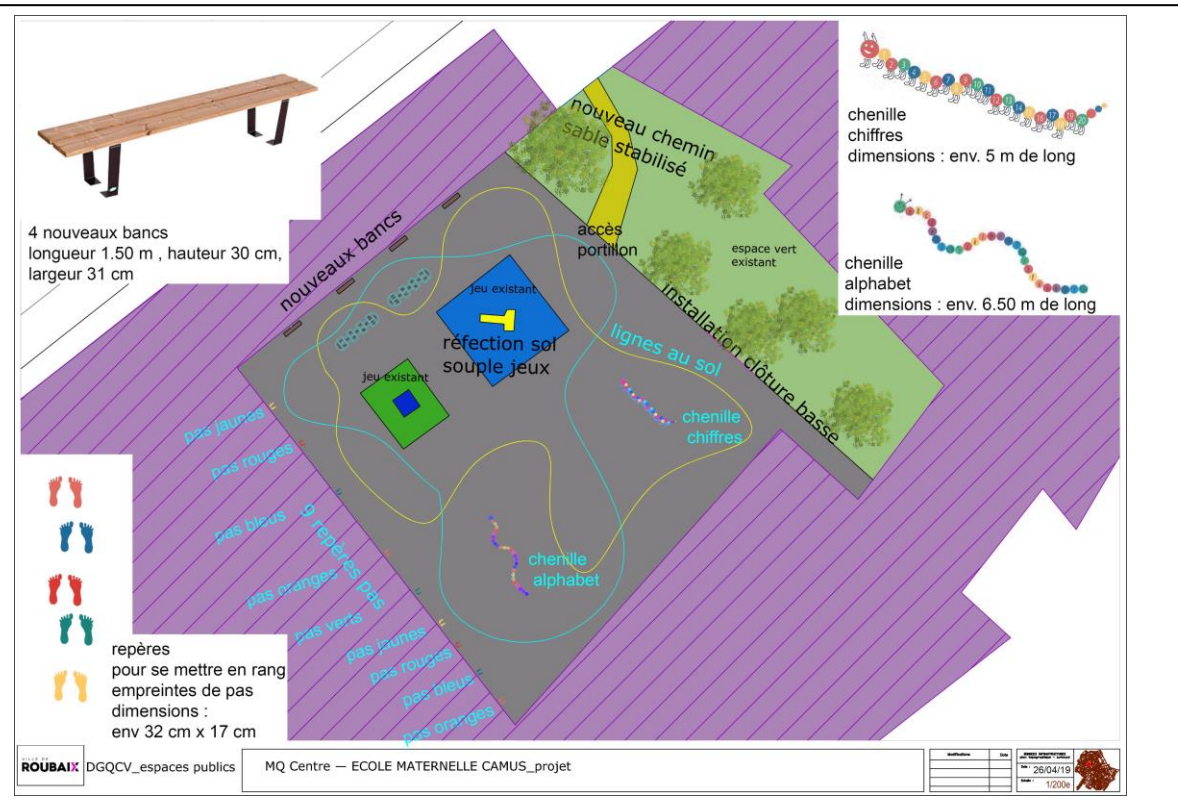 4 nouveaux bancs
longueur 1.50 m , hauteur 30 cm,
largeur 31 cm
nouveau chemin
sable stabilisé
chenille
chiffres
dimensions : env. 5 m de long
chenille
alphabet
dimensions : env. 6.50 m de long
accès
portillon
espace vert
existant
nouveaux bancs
installation clôture basse
jeu existant
réfection sol
souple jeux
jeu existant
lignes au sol
chenille
chiffres
chenille
alphabet
pas jaunes
pas rouges
pas bleus
9 repères pas
pas oranges
pas verts
pas jaunes
pas rouges
pas bleus
pas oranges
repères
pour se mettre en rang
empreintes de pas
dimensions :
env 32 cm x 17 cm
VILLE DE
ROUBAIX
DGQCV_espaces publics
MQ Centre — ECOLE MATERNELLE CAMUS_projet
Modifications
Date
26/04/19
1/200e